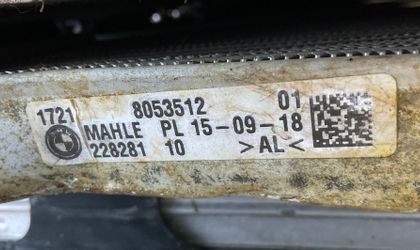 1721 8053512 01
MAHLE PL 15-09-18
228281 10 >AL<